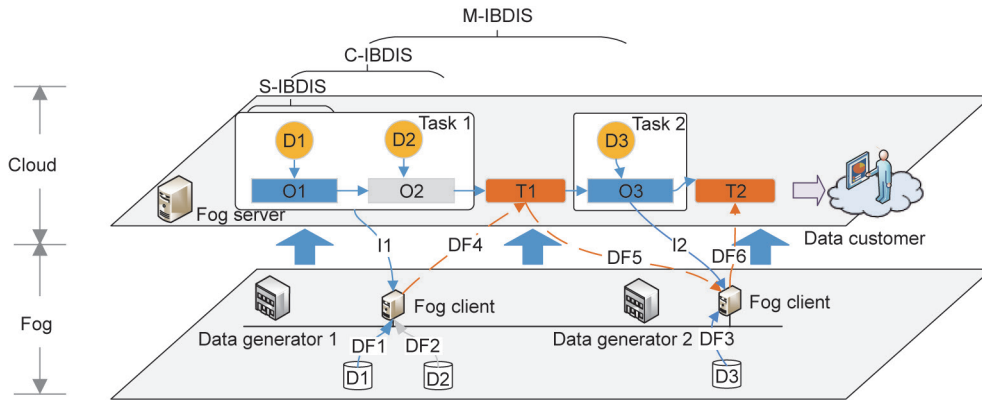 M-IBDIS
C-IBDIS
S-IBDIS
D1
D2
Task 1
D3
Task 2
Cloud
O1
O2
T1
O3
T2
Fog server
Data customer
I1
DF4
DF5
I2
DF6
Fog
Fog client
Fog client
Data generator 1
DF1
DF2
Data generator 2
DF3
D1
D2
D3